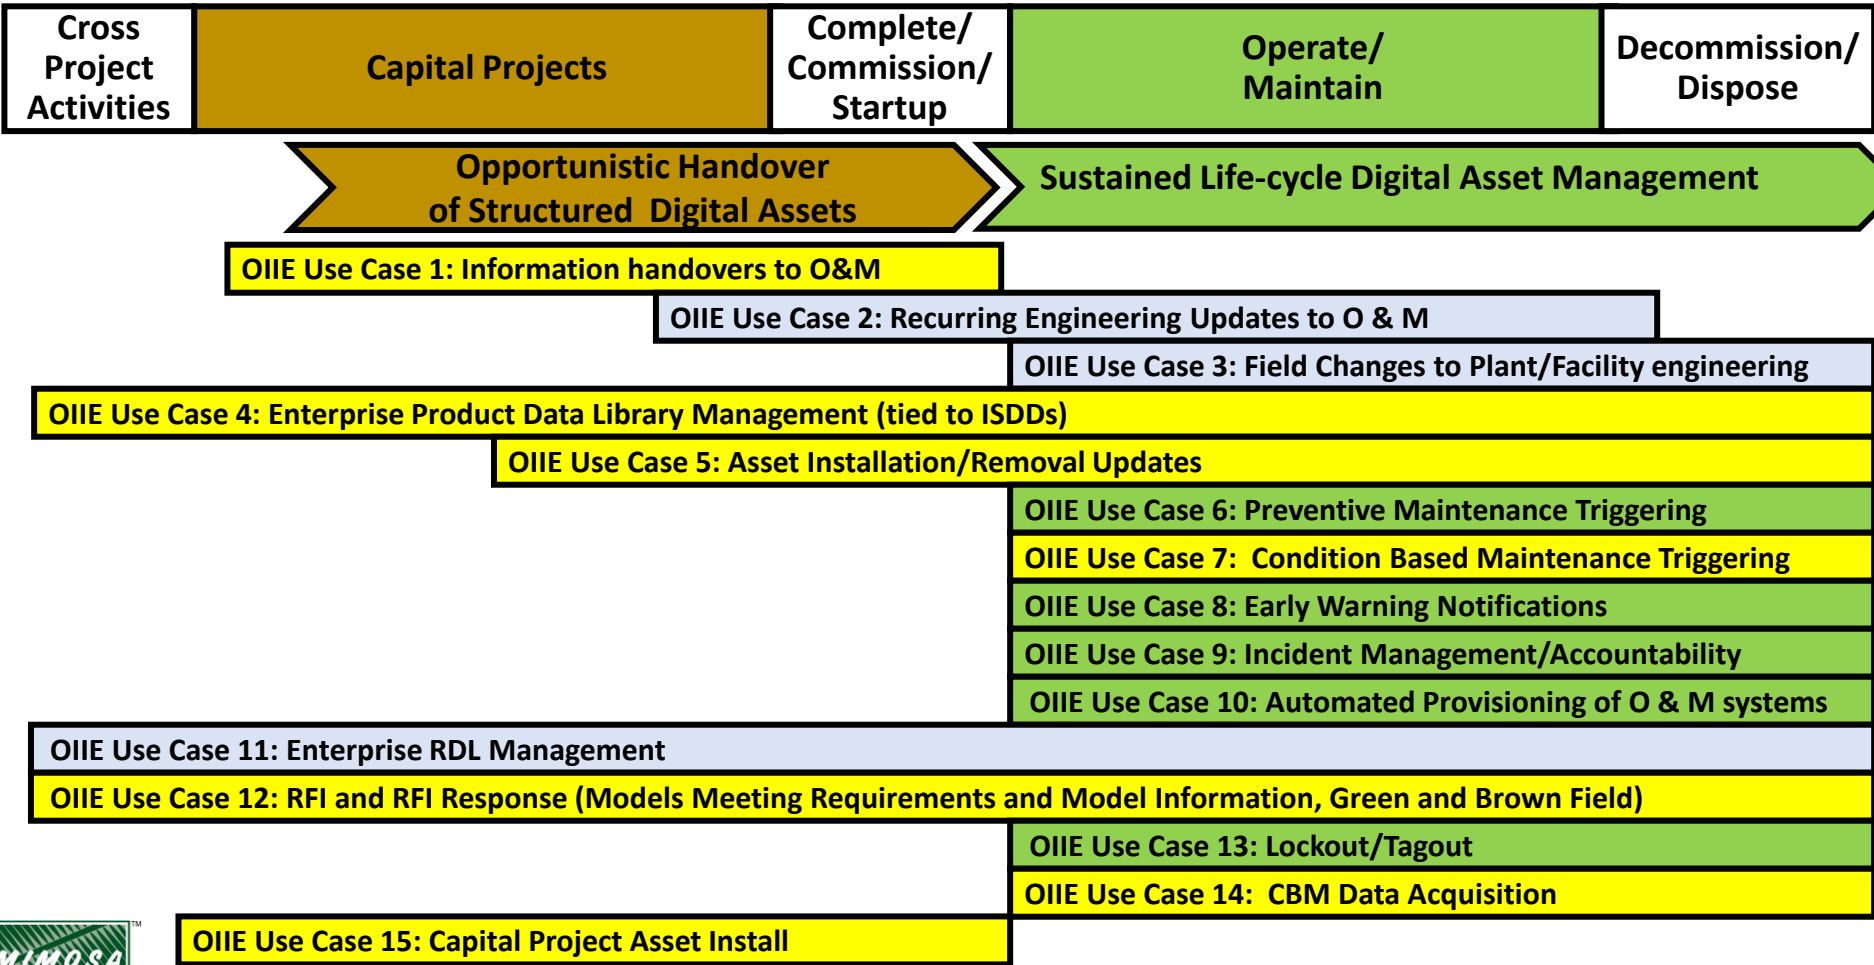 Cross
Project
Activities
Capital Projects
Complete/
Commission/
Startup
Operate/
Maintain
Decommission/
Dispose
Opportunistic Handover
of Structured Digital Assets
Sustained Life-cycle Digital Asset Management
OIIE Use Case 1: Information handovers to O&M
OIIE Use Case 2: Recurring Engineering Updates to O & M
OIIE Use Case 3: Field Changes to Plant/Facility engineering
OIIE Use Case 4: Enterprise Product Data Library Management (tied to ISDDs)
OIIE Use Case 5: Asset Installation/Removal Updates
OIIE Use Case 6: Preventive Maintenance Triggering
OIIE Use Case 7: Condition Based Maintenance Triggering
OIIE Use Case 8: Early Warning Notifications
OIIE Use Case 9: Incident Management/Accountability
OIIE Use Case 10: Automated Provisioning of O & M systems
OIIE Use Case 11: Enterprise RDL Management
OIIE Use Case 12: RFI and RFI Response (Models Meeting Requirements and Model Information, Green and Brown Field)
OIIE Use Case 13: Lockout/Tagout
OIIE Use Case 14: CBM Data Acquisition
OIIE Use Case 15: Capital Project Asset Install
MIMOSA ™